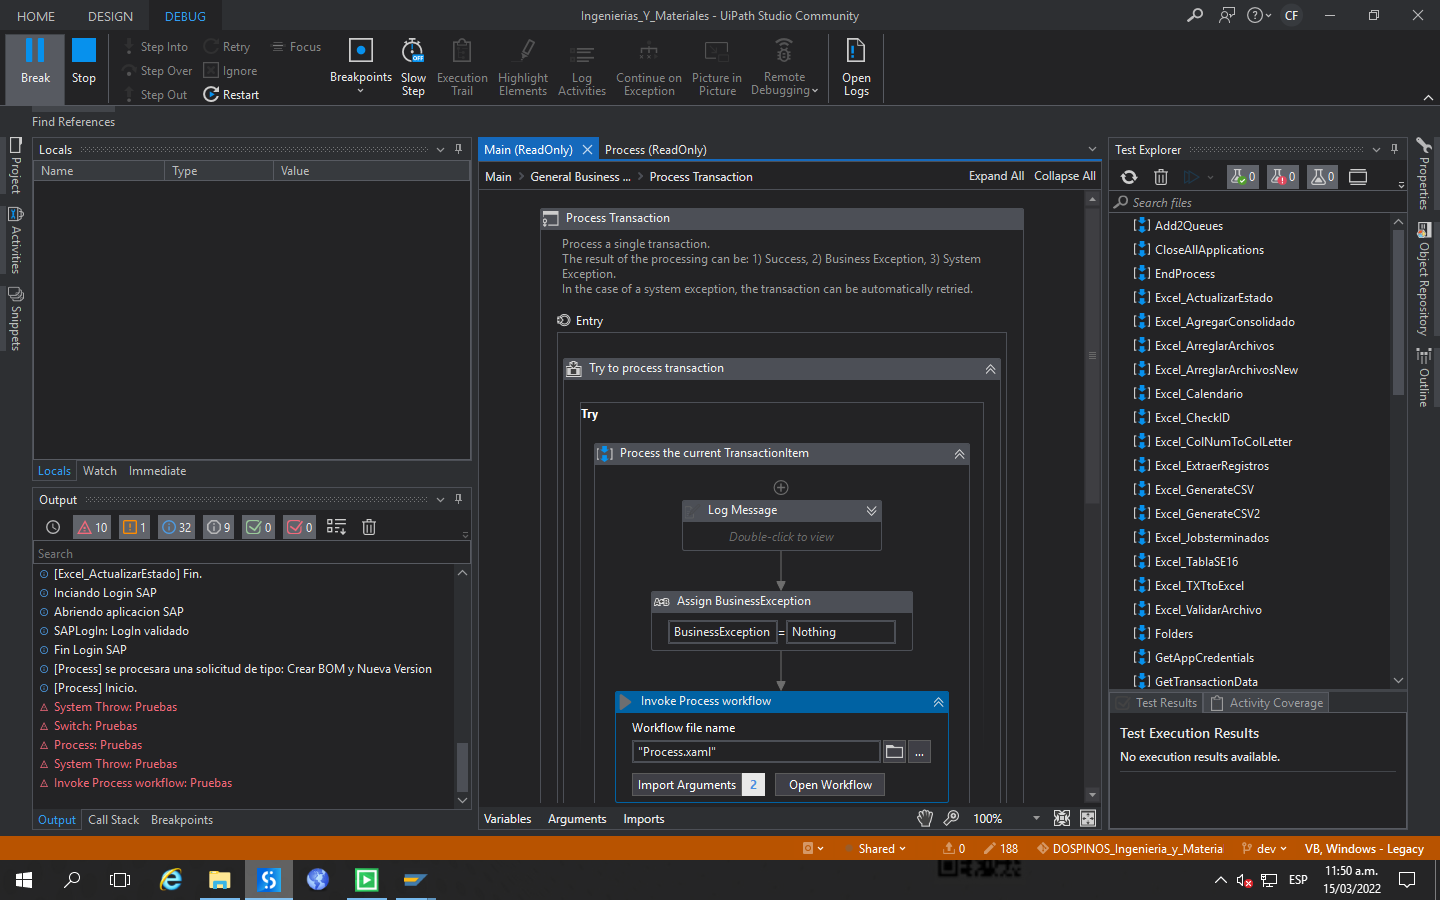 HOME DESIGN DEBUG
Ingenierias_Y_Materiales - UiPath Studio Community
CF
Break
Stop
Step Into
Step Over
Step Out
Retry
Ignore
Restart
Focus
Breakpoints
Slow Step
OFF
Execution Trail
Highlight Elements
Log Activities
Continue on Exception
Picture in Picture
Remote Debugging
Open Logs
Find References
Project
Activities
Snippets
Locals
Name Type Value
Locals Watch Immediate
Output
10 1 32 9 0 0
Search
[Excel_ActualizarEstado] Fin.
Inciando Login SAP
Abriendo aplicacion SAP
SAPLogIn: LogIn validado
Fin Login SAP
[Process] se procesara una solicitud de tipo: Crear BOM y Nueva Version
[Process] Inicio.
System Throw: Pruebas
Switch: Pruebas
Process: Pruebas
System Throw: Pruebas
Invoke Process workflow: Pruebas
Output Call Stack Breakpoints
Main (ReadOnly) Process (ReadOnly)
Main > General Business ... > Process Transaction
Expand All Collapse All
Process Transaction
Process a single transaction.
The result of the processing can be: 1) Success, 2) Business Exception, 3) System
Exception.
In the case of a system exception, the transaction can be automatically retried.
Entry
Try to process transaction
Try
Process the current TransactionItem
Log Message
Double-click to view
A=B Assign BusinessException
BusinessException = Nothing
Invoke Process workflow
Workflow file name
"Process.xaml" ...
Import Arguments 2 Open Workflow
Variables Arguments Imports
100%
Test Explorer
0 0 0
Search files
Add2Queues
CloseAllApplications
EndProcess
Excel_ActualizarEstado
Excel_AgregarConsolidado
Excel_ArreglarArchivos
Excel_ArreglarArchivosNew
Excel_Calendario
Excel_CheckID
Excel_ColNumToColLetter
Excel_ExtraerRegistros
Excel_GenerateCSV
Excel_GenerateCSV2
Excel_Jobsterminados
Excel_TablaSE16
Excel_TXTtoExcel
Excel_ValidarArchivo
Folders
GetAppCredentials
GetTransactionData
Test Results Activity Coverage
Test Execution Results
No execution results available.
Properties
Object Repository
Outline
Shared
0
188
DOSPINOS_Ingenieria_y_Materia
dev
VB, Windows - Legacy
ESP
11:50 a.m.
15/03/2022